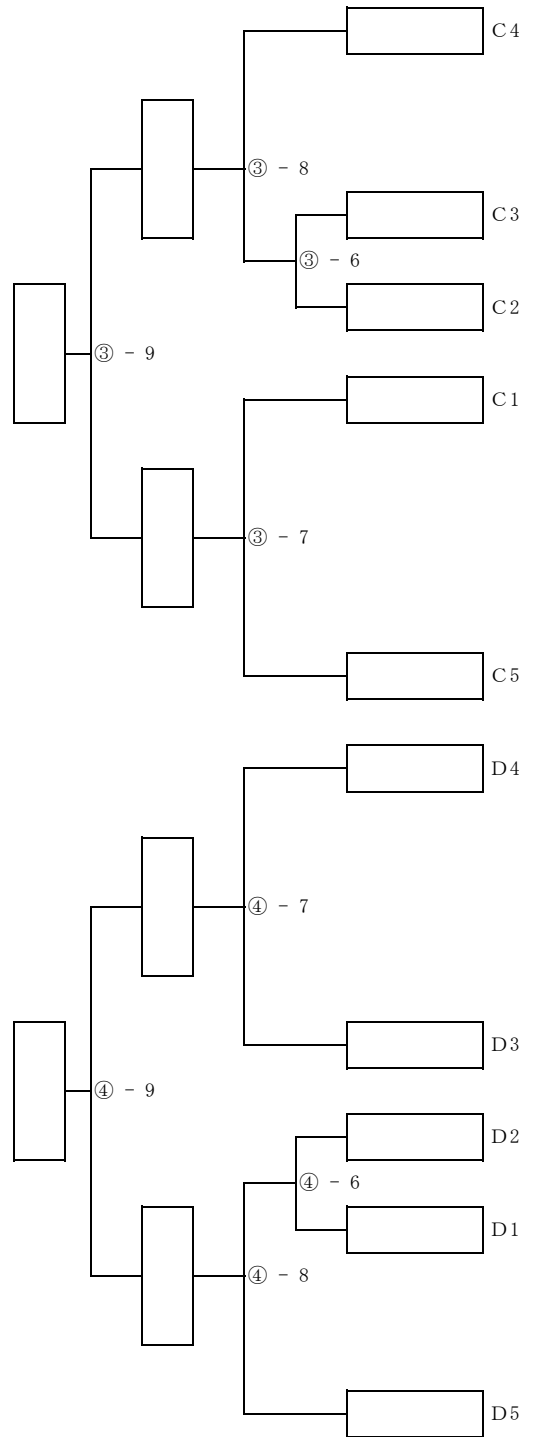 C4
③ - 8
C3
③ - 6
C2
③ - 9
C1
③ - 7
C5
D4
④ - 7
D3
④ - 9
D2
④ - 6
D1
④ - 8
D5